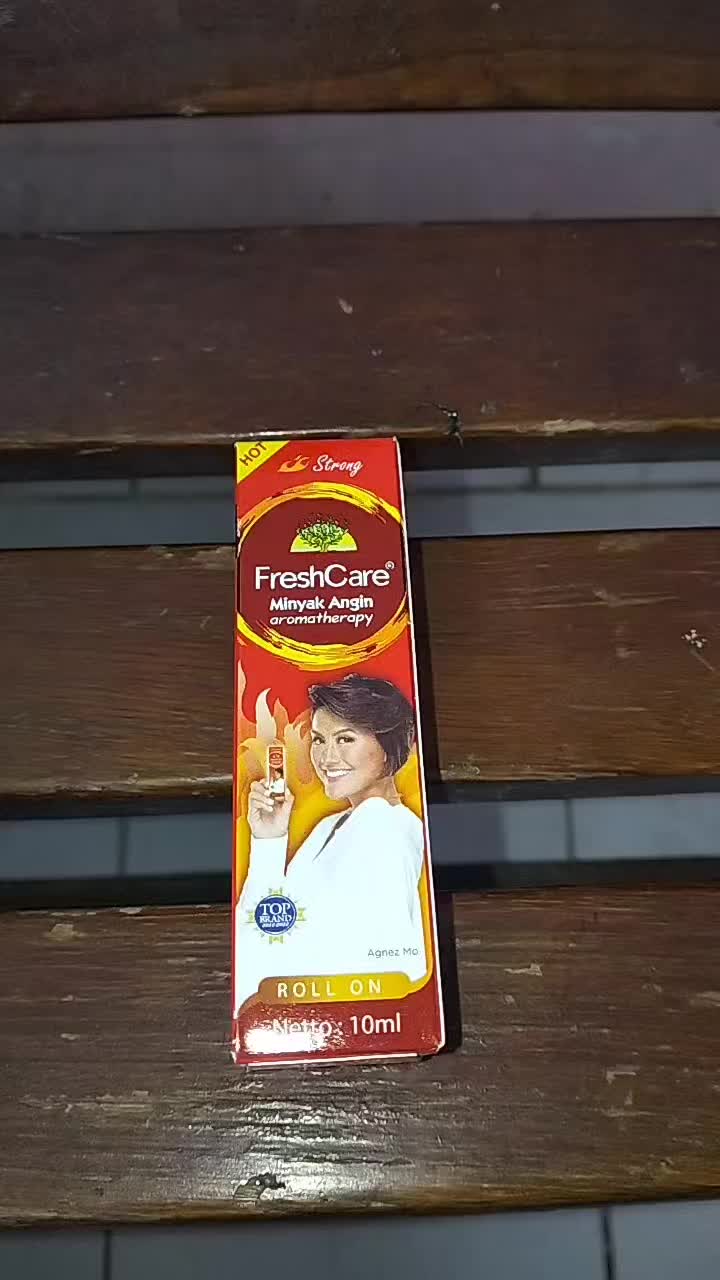 HOT
Strong
FreshCare®
Minyak Angin
aromatherapy
TOP
BRAND
Agnez Mo
ROLL ON
Netto : 10ml